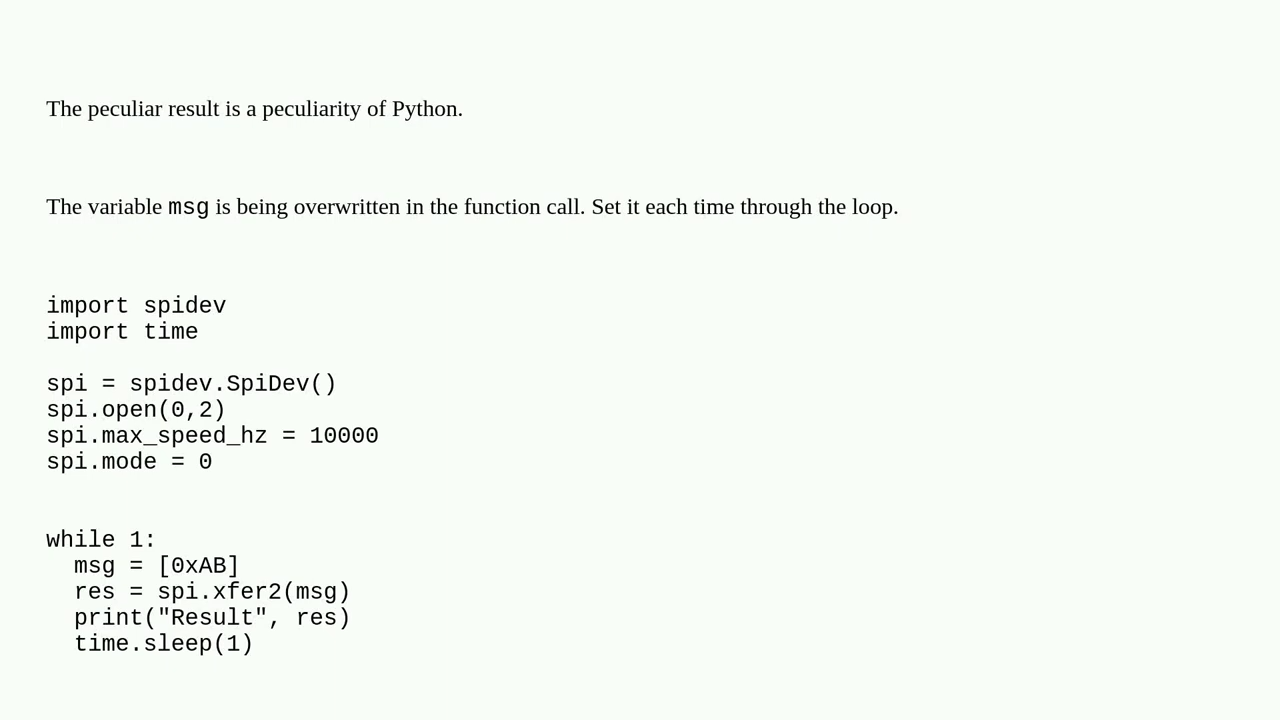 The peculiar result is a peculiarity of Python.
The variable msg is being overwritten in the function call. Set it each time through the loop.
import spidev
import time
spi = spidev.SpiDev()
spi.open(0,2)
spi.max_speed_hz = 10000
spi.mode = 0
while 1:
  msg = [0xAB]
  res = spi.xfer2(msg)
  print("Result", res)
  time.sleep(1)